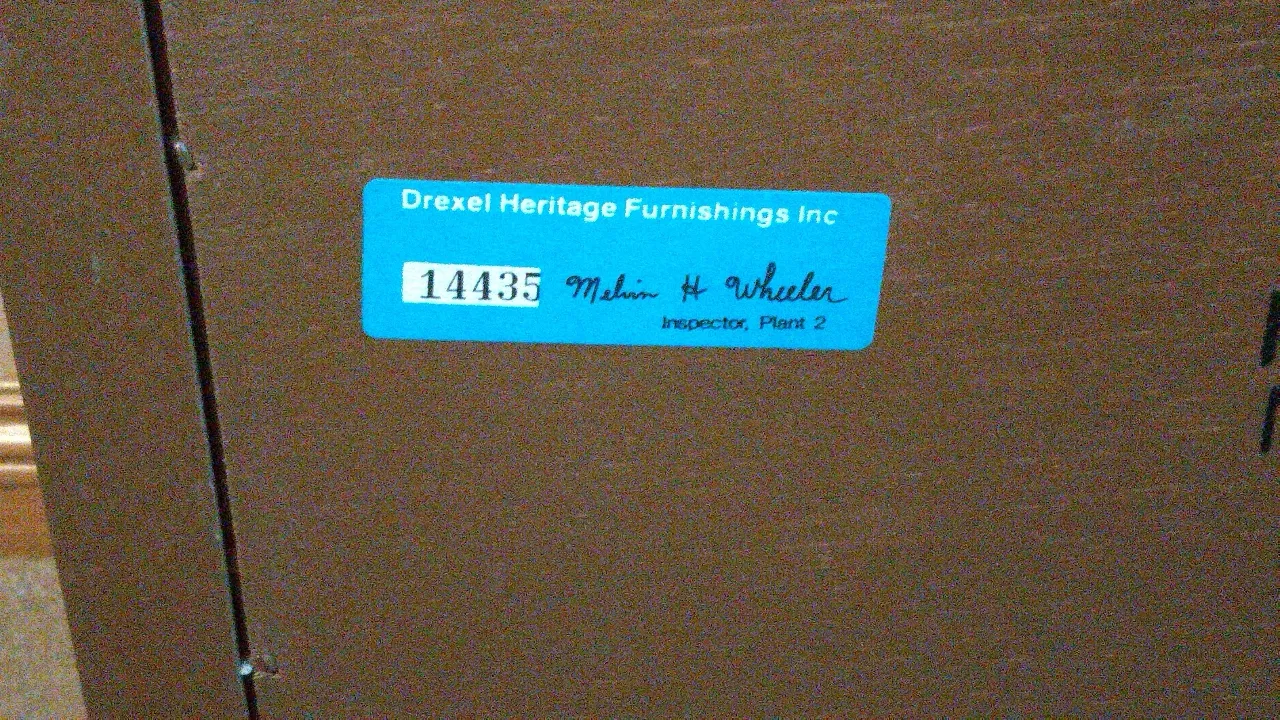 Drexel Heritage Furnishings Inc
14435 Melvin H Wheeler
Inspector, Plant 2